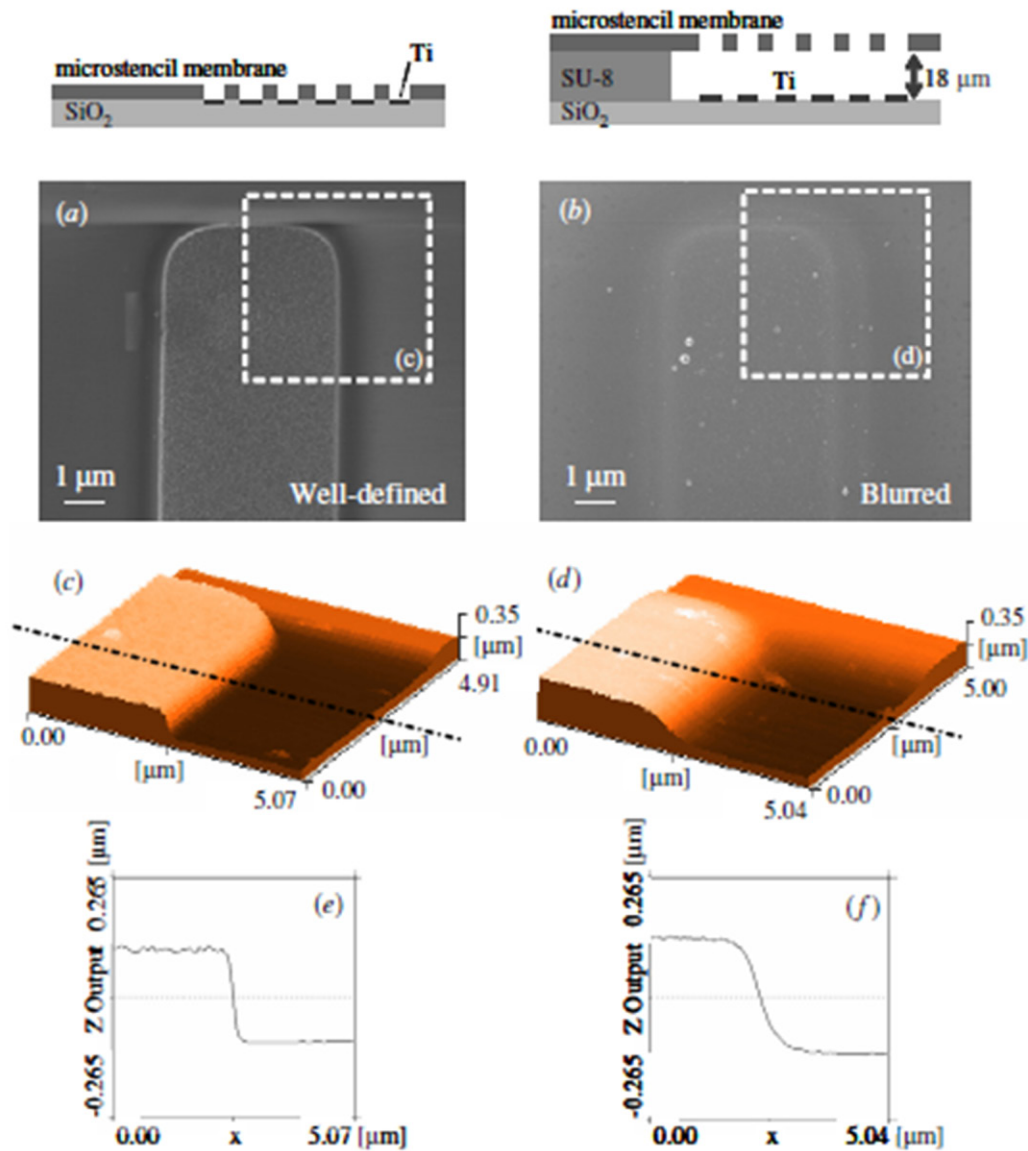 microstencil membrane
Ti
SiO₂
microstencil membrane
SU-8
Ti
18 μm
SiO₂
(a)
(c)
1 μm
Well-defined
(b)
(d)
1 μm
Blurred
(c)
0.35
[μm]
4.91
0.00
[μm]
[μm]
5.07
0.00
(d)
0.35
[μm]
5.00
0.00
[μm]
[μm]
5.04
0.00
(e)
-0.265 Z Output 0.265 [μm]
0.00 x 5.07 [μm]
(f)
-0.265 Z Output 0.265 [μm]
0.00 x 5.04 [μm]